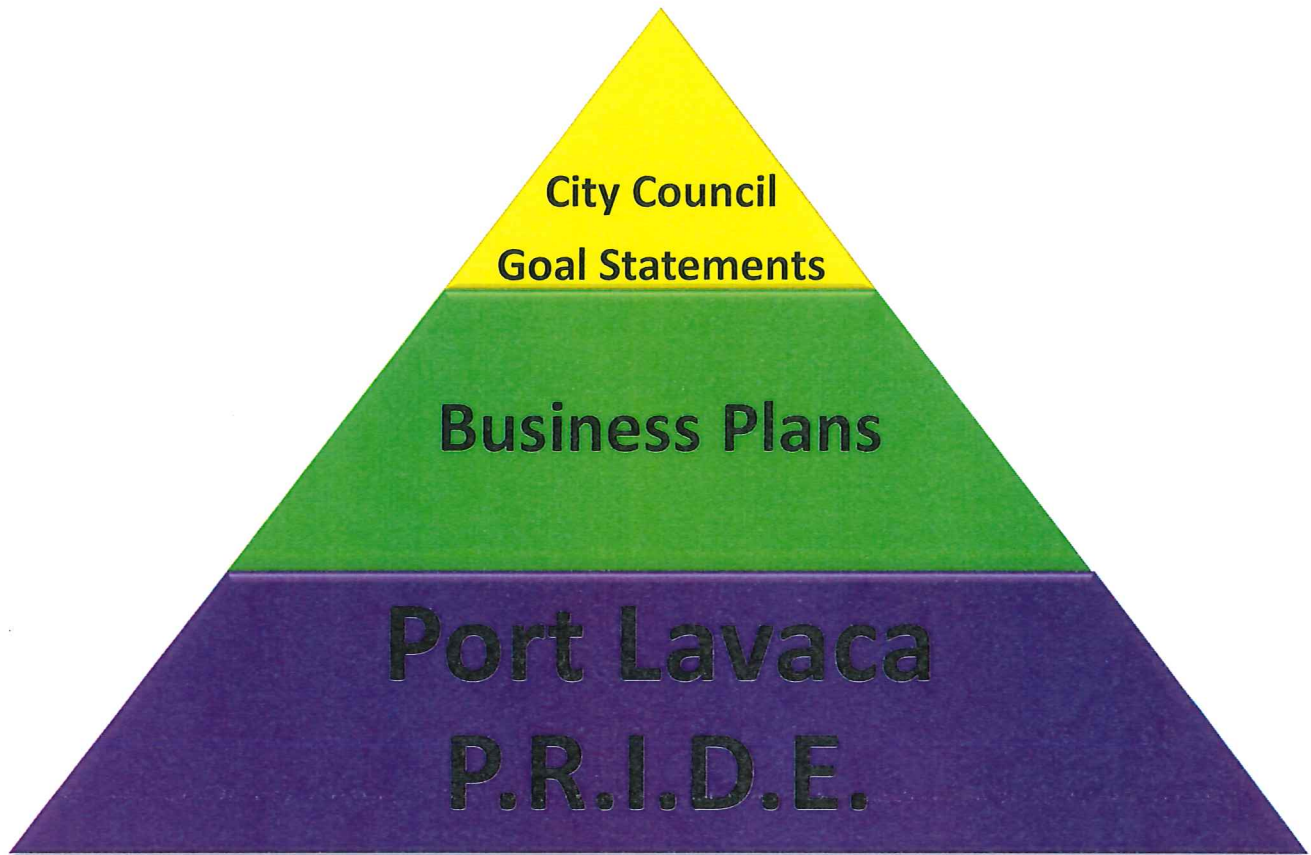 City Council
Goal Statements
Business Plans
Port Lavaca
P.R.I.D.E.